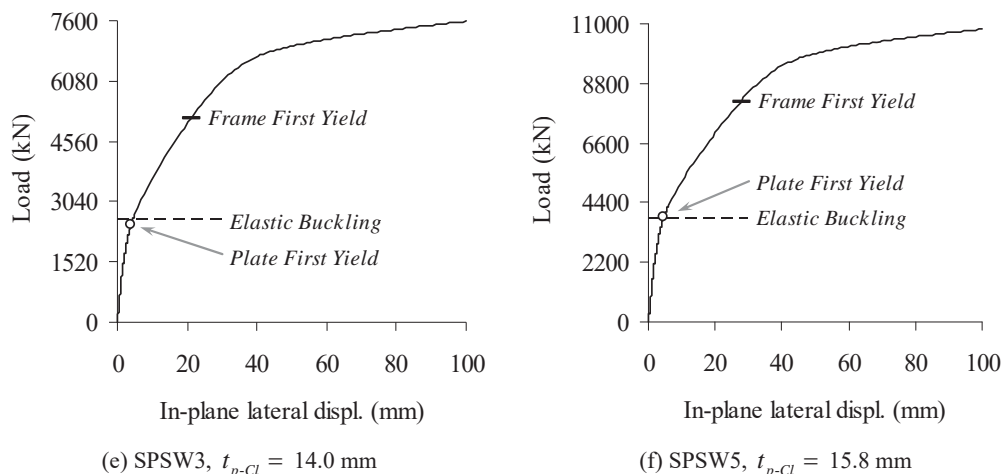 7600
6080
4560
3040
1520
0
Load (kN)
Frame First Yield
Elastic Buckling
Plate First Yield
0 20 40 60 80 100
In-plane lateral displ. (mm)
(e) SPSW3, t_{p-Cl} = 14.0 mm
11000
8800
6600
4400
2200
0
Load (kN)
Frame First Yield
Plate First Yield
Elastic Buckling
0 20 40 60 80 100
In-plane lateral displ. (mm)
(f) SPSW5, t_{p-Cl} = 15.8 mm